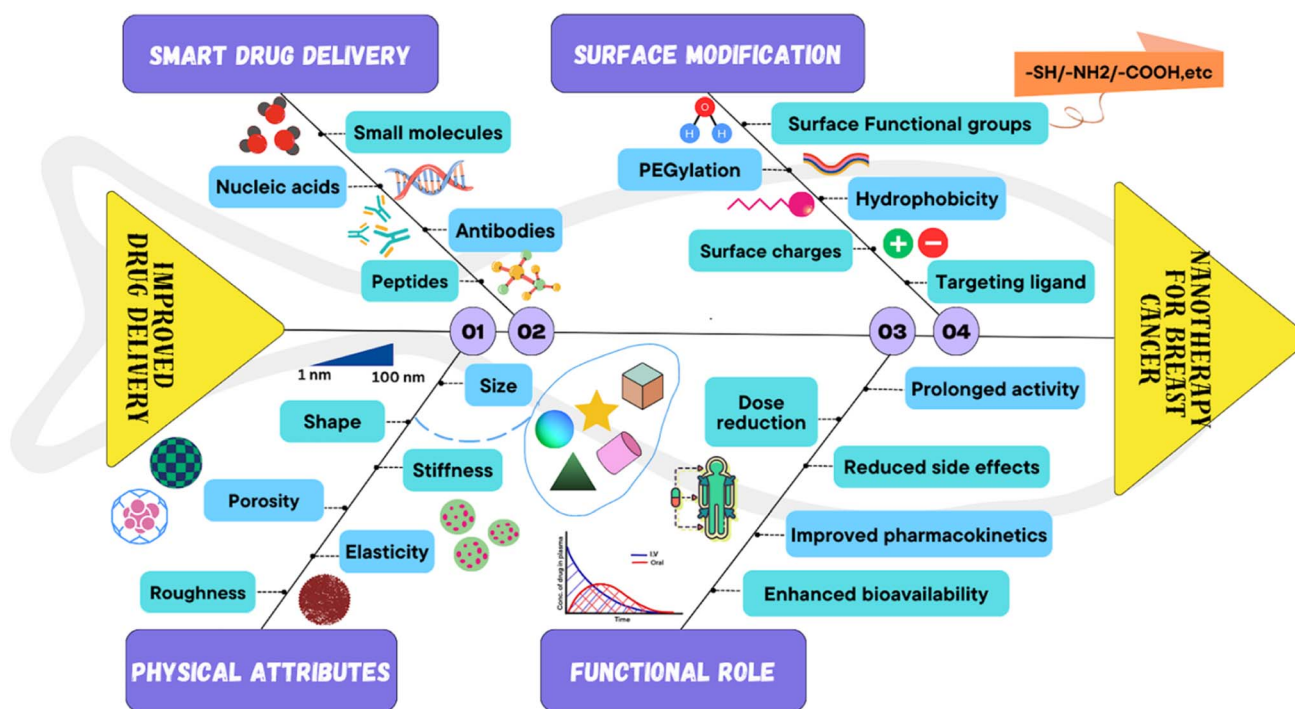 SMART DRUG DELIVERY
SURFACE MODIFICATION
-SH/-NH2/-COOH,etc
Small molecules
Nucleic acids
Antibodies
Peptides
O
H
H
Surface Functional groups
PEGylation
Hydrophobicity
Surface charges
+
−
Targeting ligand
IMPROVED
DRUG DELIVERY
01
02
03
04
NANOTHERAPY
FOR BREAST
CANCER
1 nm
100 nm
Size
Shape
Stiffness
Porosity
Elasticity
Roughness
Prolonged activity
Dose
reduction
Reduced side effects
Improved pharmacokinetics
Enhanced bioavailability
Conc. of drug in plasma
I.V
Oral
Time
PHYSICAL ATTRIBUTES
FUNCTIONAL ROLE